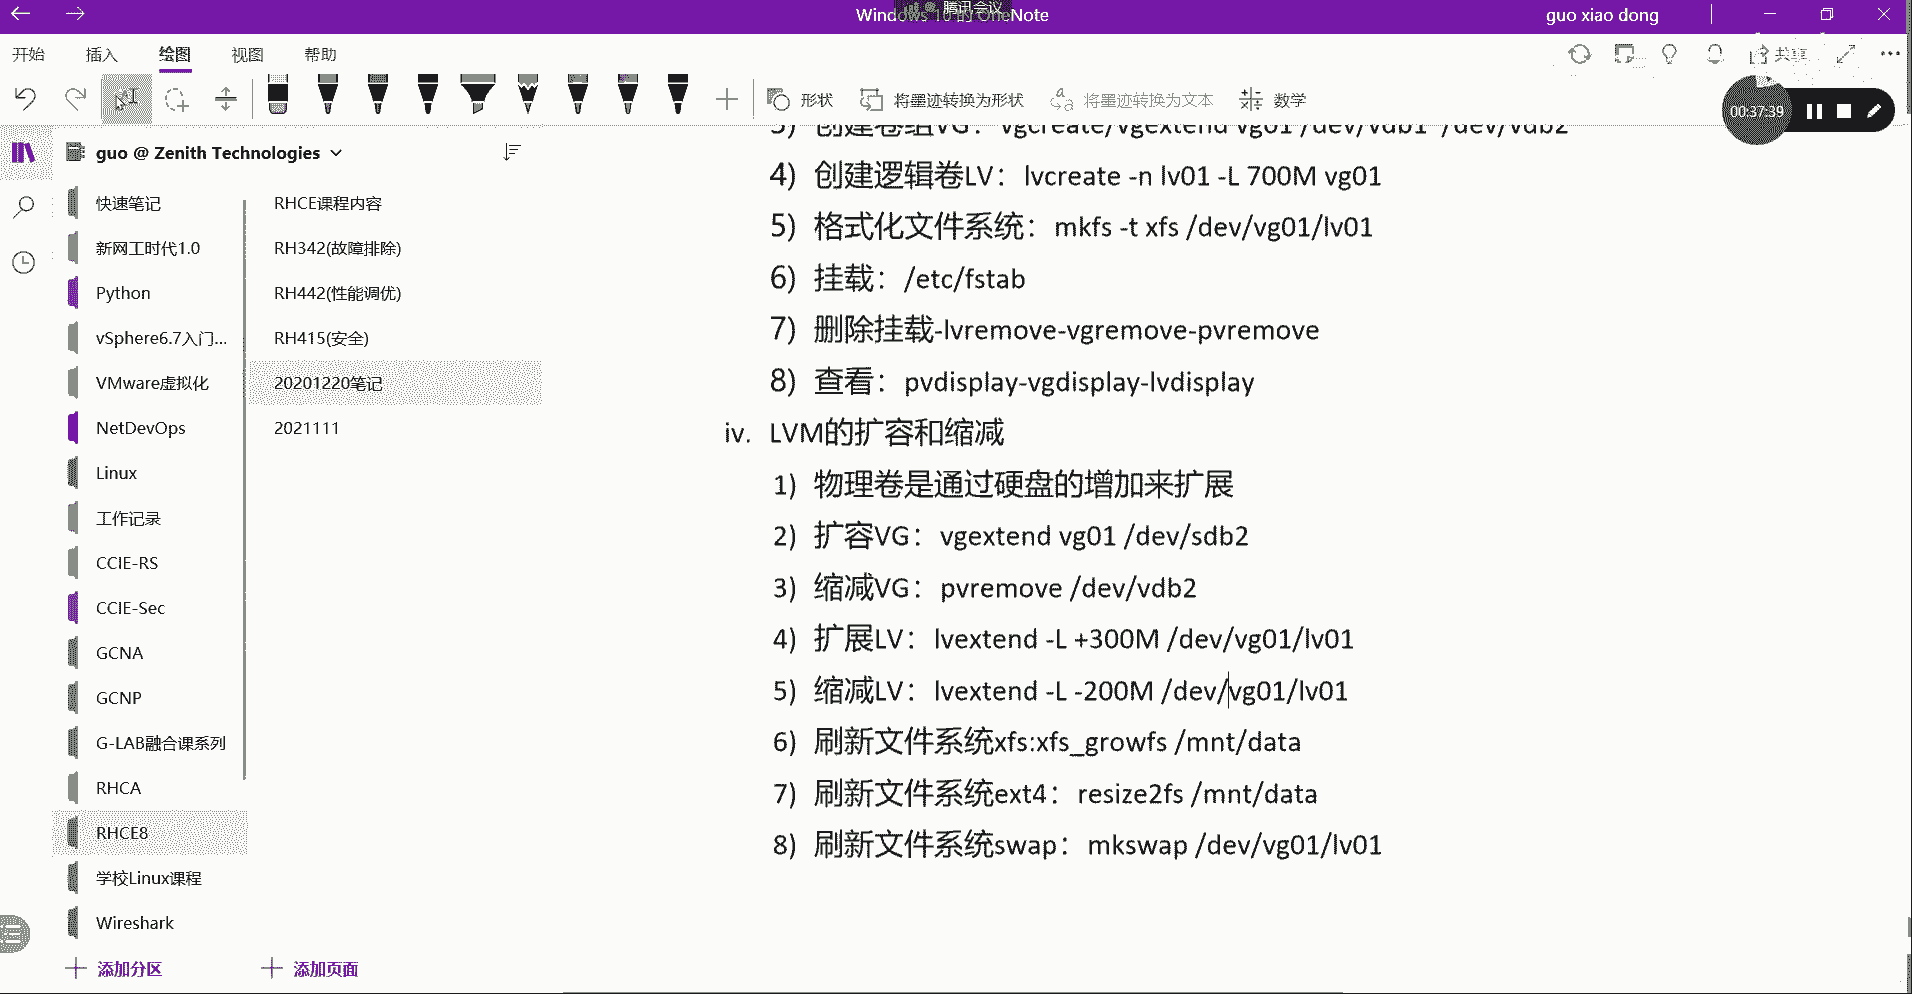 Windows 10 的 OneNote
腾讯会议
guo xiao dong
开始 插入 绘图 视图 帮助
共享
形状 将墨迹转换为形状 将墨迹转换为文本 数学
00:37:39
guo @ Zenith Technologies
快速笔记
新网工时代1.0
Python
vSphere6.7入门...
VMware虚拟化
NetDevOps
Linux
工作记录
CCIE-RS
CCIE-Sec
GCNA
GCNP
G-LAB融合课系列
RHCA
RHCE8
学校Linux课程
Wireshark
添加分区
RHCE课程内容
RH342(故障排除)
RH442(性能调优)
RH415(安全)
20201220笔记
2021111
添加页面
3) 创建卷组VG：vgcreate/vgextend vg01 /dev/vdb1 /dev/vdb2
4) 创建逻辑卷LV：lvcreate -n lv01 -L 700M vg01
5) 格式化文件系统：mkfs -t xfs /dev/vg01/lv01
6) 挂载：/etc/fstab
7) 删除挂载-lvremove-vgremove-pvremove
8) 查看：pvdisplay-vgdisplay-lvdisplay
iv. LVM的扩容和缩减
1) 物理卷是通过硬盘的增加来扩展
2) 扩容VG：vgextend vg01 /dev/sdb2
3) 缩减VG：pvremove /dev/vdb2
4) 扩展LV：lvextend -L +300M /dev/vg01/lv01
5) 缩减LV：lvextend -L -200M /dev/vg01/lv01
6) 刷新文件系统xfs:xfs_growfs /mnt/data
7) 刷新文件系统ext4：resize2fs /mnt/data
8) 刷新文件系统swap：mkswap /dev/vg01/lv01